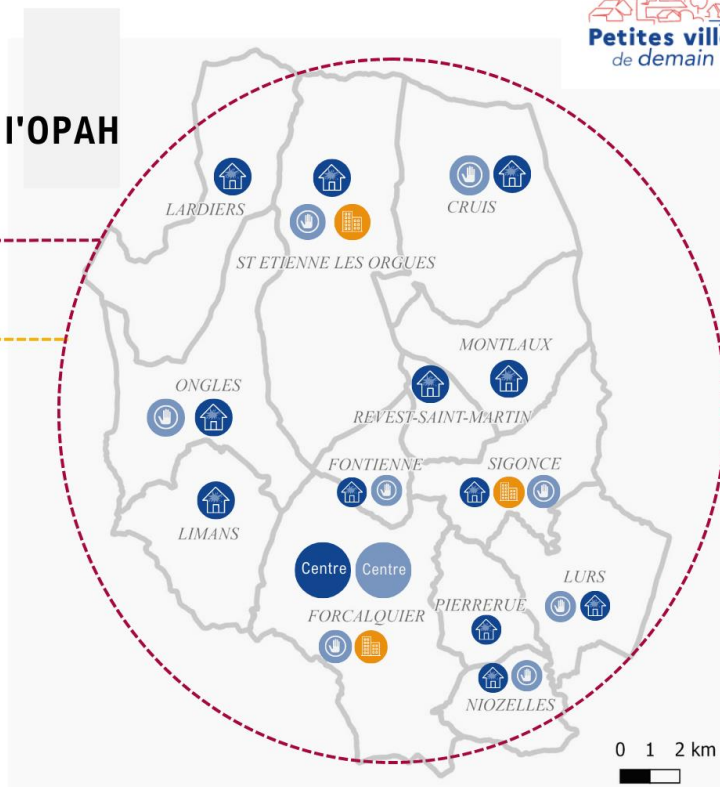 Petites
de demain
l'OPAH
LARDIERS
CRUIS
ST ETIENNE LES ORGUES
MONTLAUX
ONGLES
REVEST-SAINT-MARTIN
FONTIENNE
SIGONCE
LIMANS
Centre
Centre
LURS
FORCALQUIER
PIERRERUE
NIOZELLES
0 1 2 km